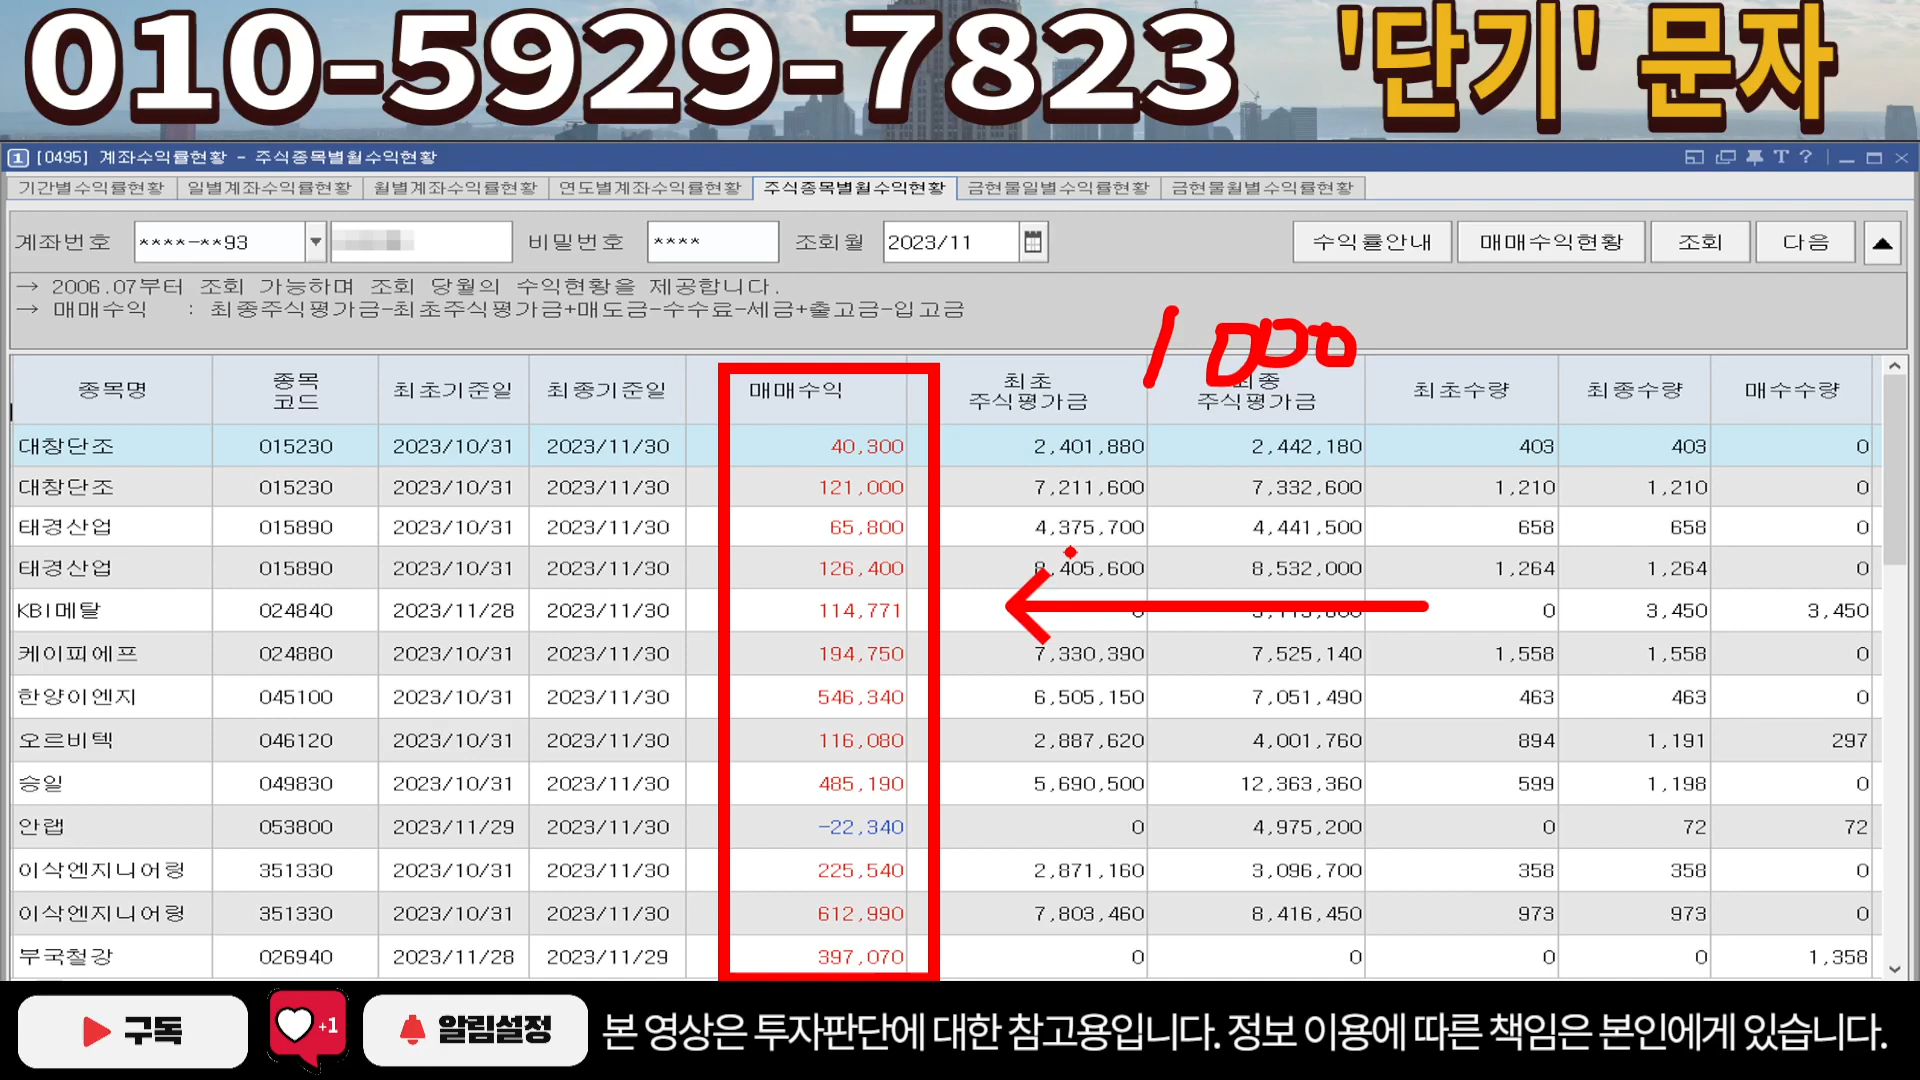 010-5929-7823 '단기' 문자
1 [0495] 계좌수익률현황 - 주식종목별월수익현황
기간별수익률현황 일별계좌수익률현황 월별계좌수익률현황 연도별계좌수익률현황 주식종목별월수익현황 금현물일별수익률현황 금현물월별수익률현황
계좌번호 ****-**93 비밀번호 **** 조회월 2023/11 수익률안내 매매수익현황 조회 다음
→ 2006.07부터 조회 가능하며 조회 당월의 수익현황을 제공합니다.
→ 매매수익 : 최종주식평가금-최초주식평가금+매도금-수수료-세금+출고금-입고금
1000
종목명 종목 코드 최초기준일 최종기준일 매매수익 최초 주식평가금 최종 주식평가금 최초수량 최종수량 매수수량
대창단조 015230 2023/10/31 2023/11/30 40,300 2,401,880 2,442,180 403 403 0
대창단조 015230 2023/10/31 2023/11/30 121,000 7,211,600 7,332,600 1,210 1,210 0
태경산업 015890 2023/10/31 2023/11/30 65,800 4,375,700 4,441,500 658 658 0
태경산업 015890 2023/10/31 2023/11/30 126,400 8,405,600 8,532,000 1,264 1,264 0
KBI메탈 024840 2023/11/28 2023/11/30 114,771 0 0 3,450 3,450
케이피에프 024880 2023/10/31 2023/11/30 194,750 7,330,390 7,525,140 1,558 1,558 0
한양이엔지 045100 2023/10/31 2023/11/30 546,340 6,505,150 7,051,490 463 463 0
오르비텍 046120 2023/10/31 2023/11/30 116,080 2,887,620 4,001,760 894 1,191 297
승일 049830 2023/10/31 2023/11/30 485,190 5,690,500 12,363,360 599 1,198 0
안랩 053800 2023/11/29 2023/11/30 -22,340 0 4,975,200 0 72 72
이삭엔지니어링 351330 2023/10/31 2023/11/30 225,540 2,871,160 3,096,700 358 358 0
이삭엔지니어링 351330 2023/10/31 2023/11/30 612,990 7,803,460 8,416,450 973 973 0
부국철강 026940 2023/11/28 2023/11/29 397,070 0 0 0 0 1,358
구독 +1 알림설정 본 영상은 투자판단에 대한 참고용입니다. 정보 이용에 따른 책임은 본인에게 있습니다.